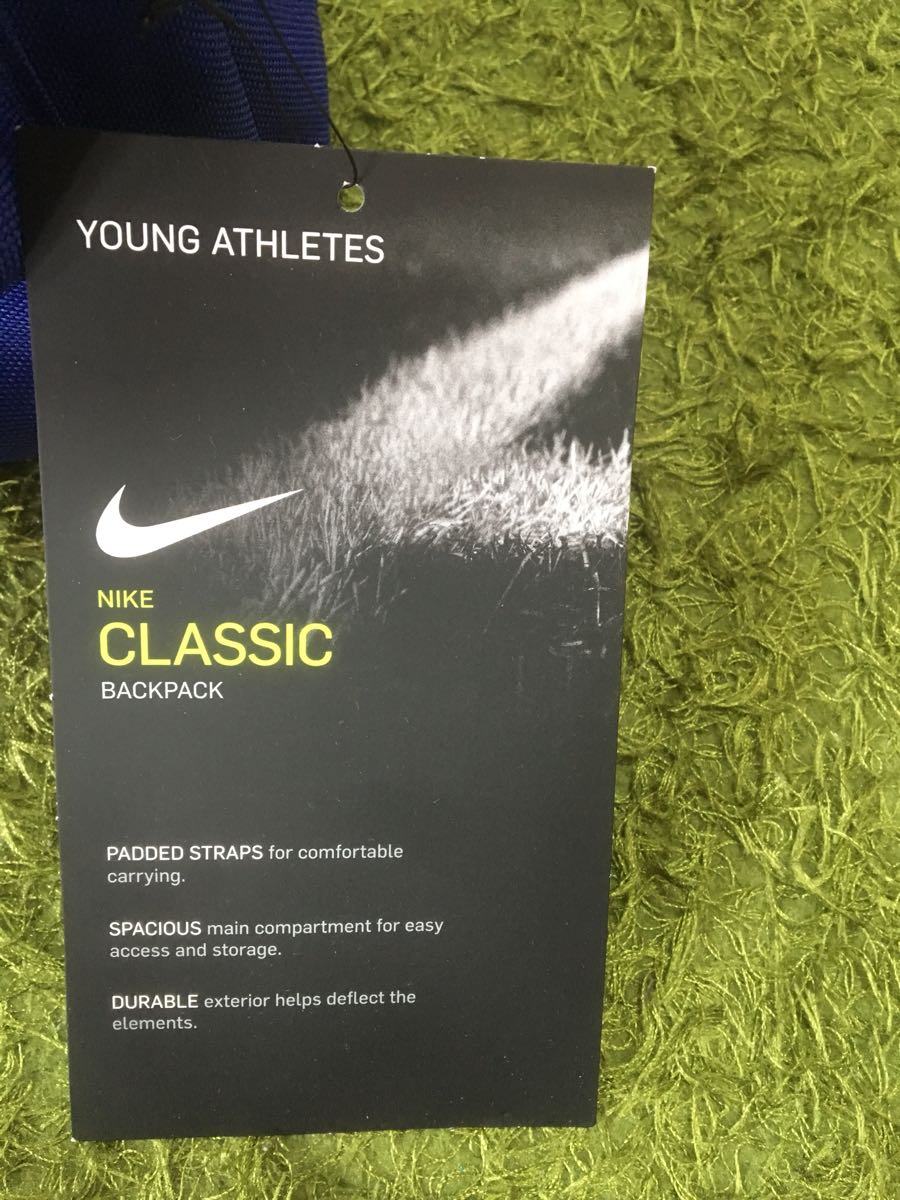 YOUNG ATHLETES
NIKE
CLASSIC
BACKPACK
PADDED STRAPS for comfortable
carrying.
SPACIOUS main compartment for easy
access and storage.
DURABLE exterior helps deflect the
elements.